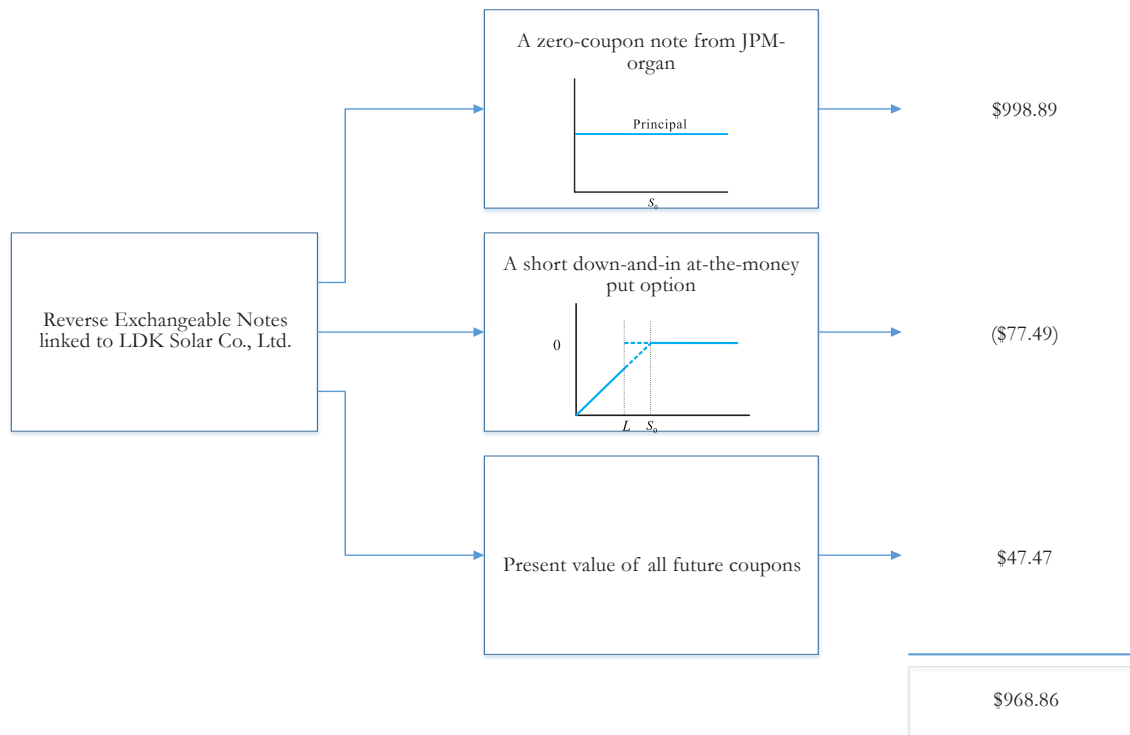 A zero-coupon note from JPM-
organ
Principal
S₀
$998.89
Reverse Exchangeable Notes
linked to LDK Solar Co., Ltd.
A short down-and-in at-the-money
put option
0
L S₀
($77.49)
Present value of all future coupons
$47.47
$968.86